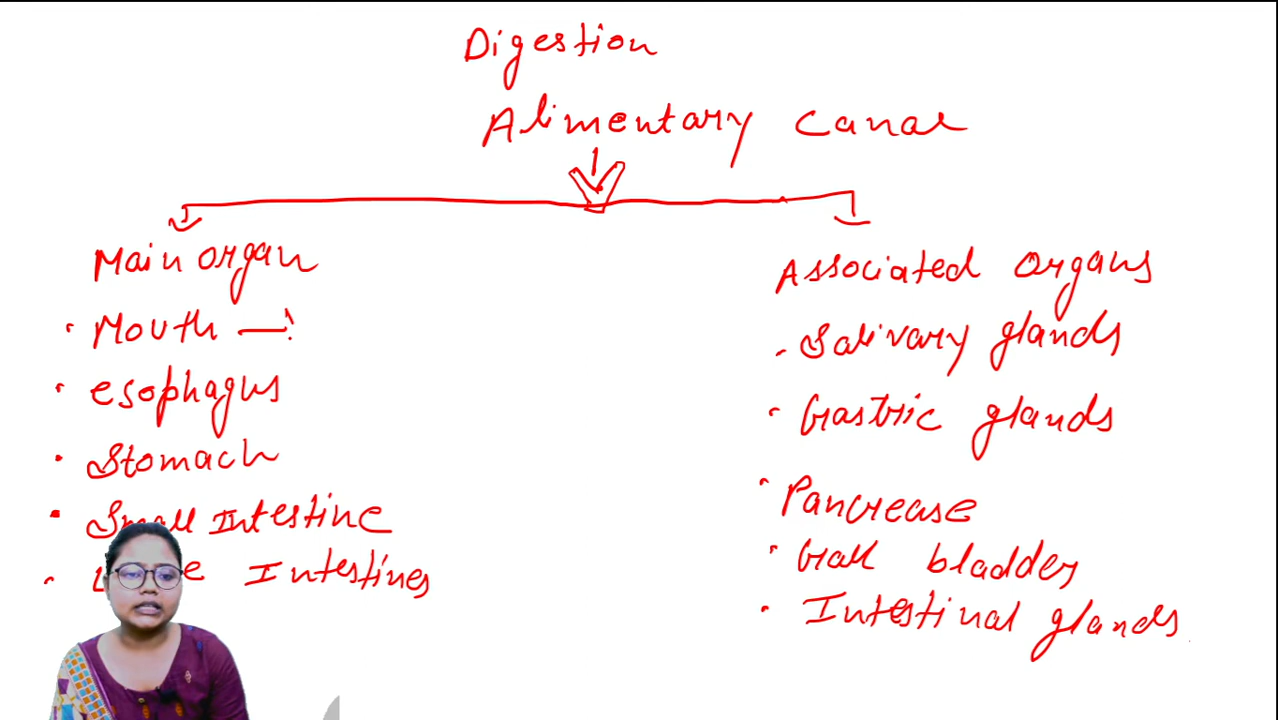 Digestion
Alimentary canal
Main organ
• Mouth →
• esophagus
• Stomach
• Small Intestine
• Intestines
Associated organs
• Salivary glands
• Gastric glands
• Pancrease
• Gall bladder
• Intestinal glands